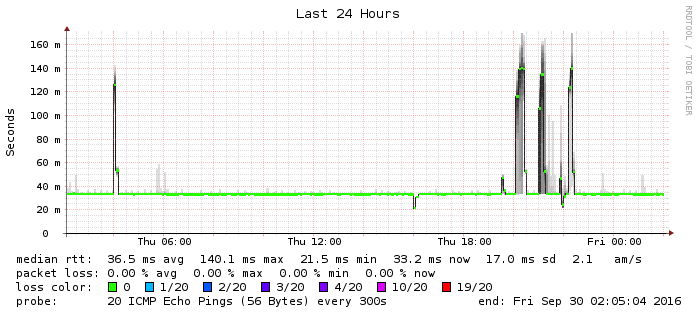 Last 24 Hours
RRDTOOL / TOBI OETIKER
Seconds
160 m
140 m
120 m
100 m
80 m
60 m
40 m
20 m
0
Thu 06:00 Thu 12:00 Thu 18:00 Fri 00:00
median rtt: 36.5 ms avg 140.1 ms max 21.5 ms min 33.2 ms now 17.0 ms sd 2.1 am/s
packet loss: 0.00 % avg 0.00 % max 0.00 % min 0.00 % now
loss color: 0 1/20 2/20 3/20 4/20 10/20 19/20
probe: 20 ICMP Echo Pings (56 Bytes) every 300s end: Fri Sep 30 02:05:04 2016